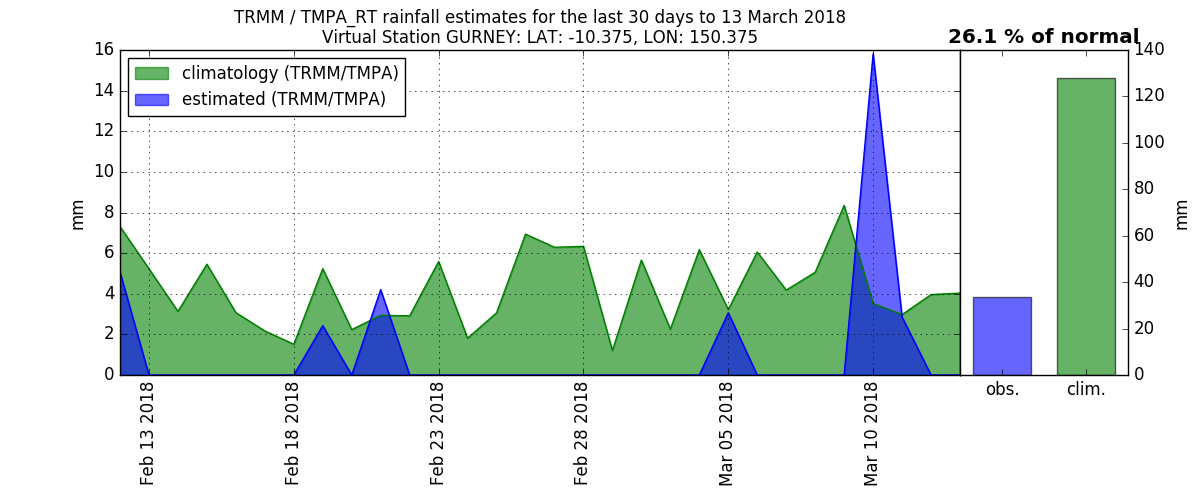 TRMM / TMPA_RT rainfall estimates for the last 30 days to 13 March 2018
Virtual Station GURNEY: LAT: -10.375, LON: 150.375
26.1 % of normal
climatology (TRMM/TMPA)
estimated (TRMM/TMPA)
mm
16
14
12
10
8
6
4
2
0
Feb 13 2018
Feb 18 2018
Feb 23 2018
Feb 28 2018
Mar 05 2018
Mar 10 2018
obs.
clim.
140
120
100
80
60
40
20
0
mm